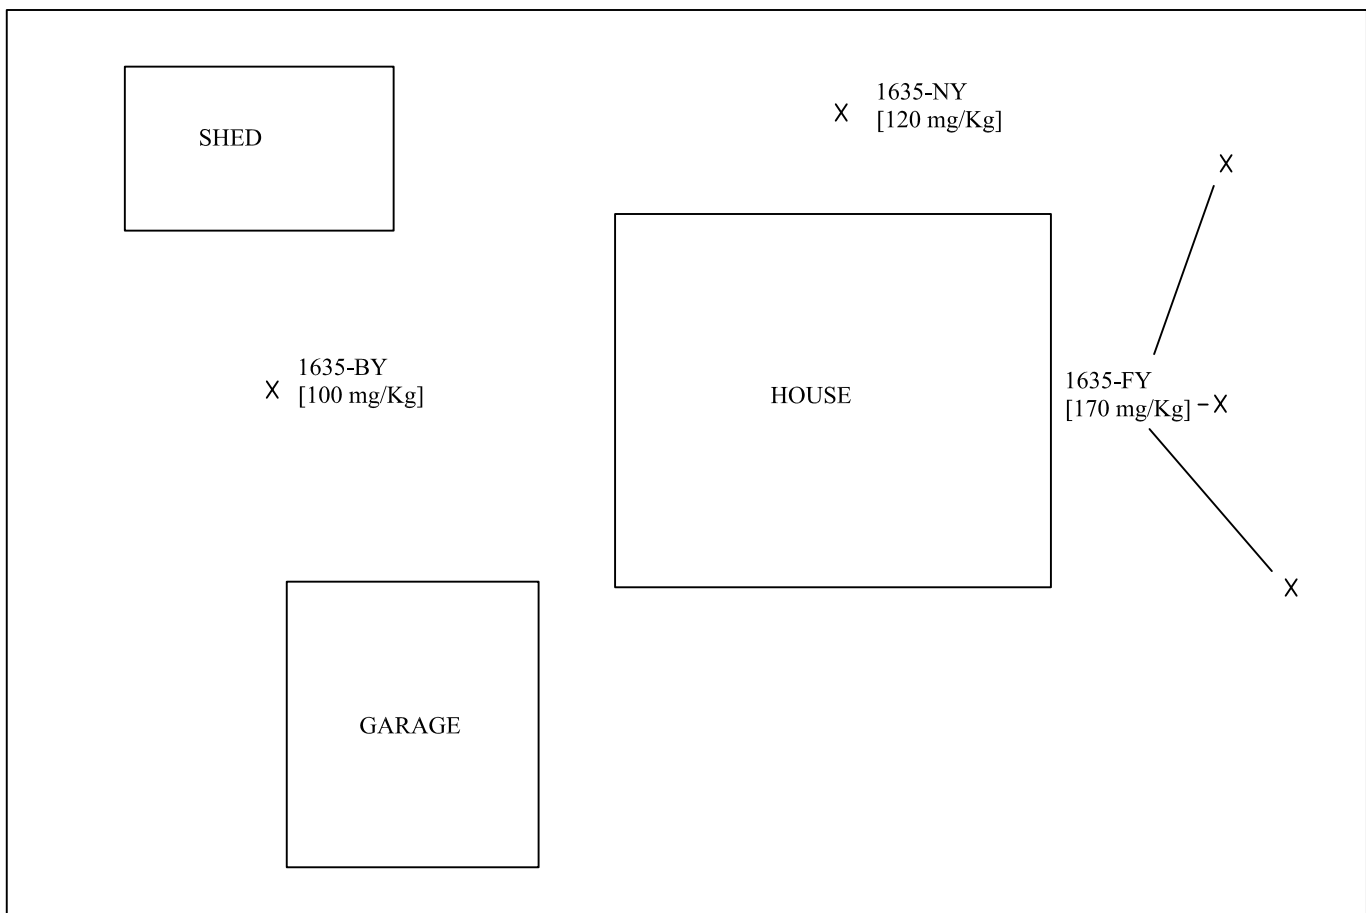 1635-NY
[120 mg/Kg]
SHED
1635-BY
[100 mg/Kg]
HOUSE
1635-FY
[170 mg/Kg]
GARAGE